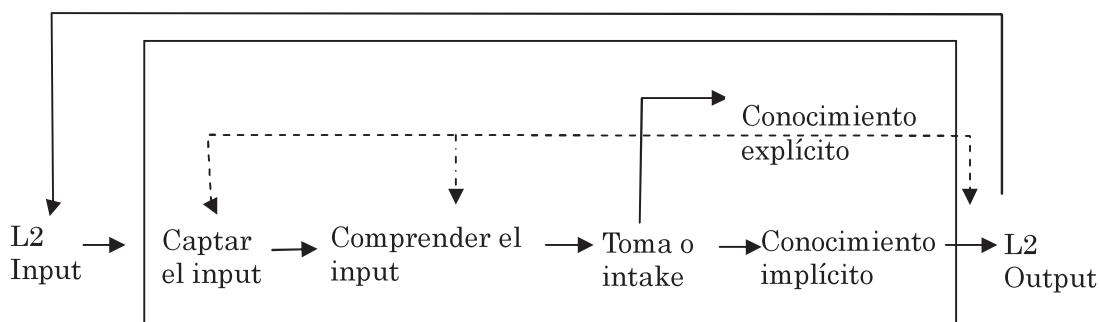 Conocimiento
explícito
L2
Input
Captar
el input
Comprender el
input
Toma o
intake
Conocimiento
implícito
L2
Output